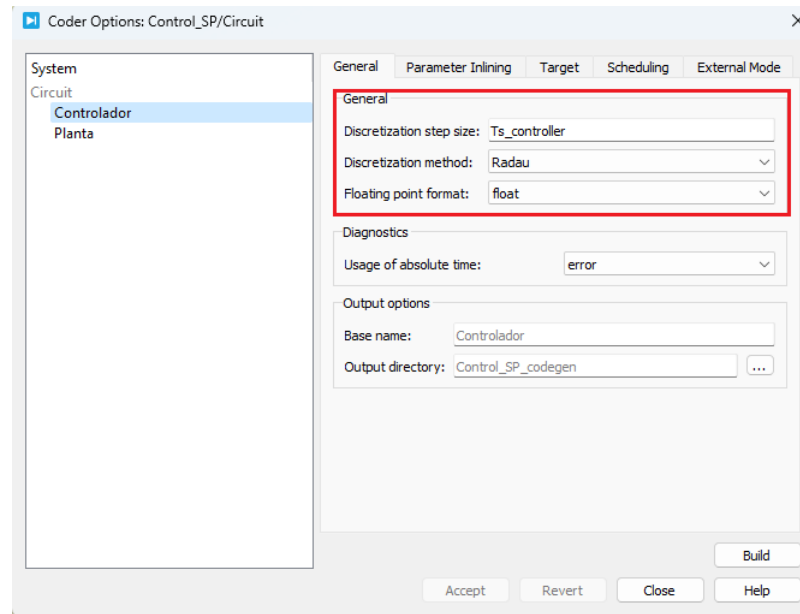 Coder Options: Control_SP/Circuit
System
Circuit
Controlador
Planta
General Parameter Inlining Target Scheduling External Mode
General
Discretization step size: Ts_controller
Discretization method: Radau
Floating point format: float
Diagnostics
Usage of absolute time: error
Output options
Base name: Controlador
Output directory: Control_SP_codegen ...
Build
Accept Revert Close Help